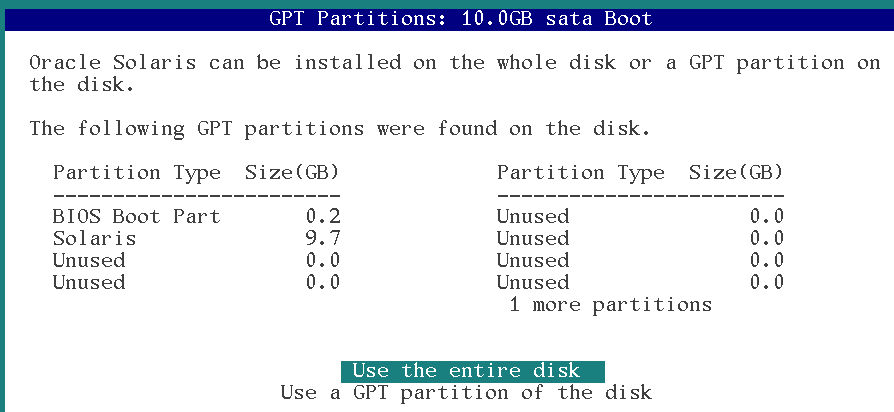 GPT Partitions: 10.0GB sata Boot
Oracle Solaris can be installed on the whole disk or a GPT partition on
the disk.
The following GPT partitions were found on the disk.
Partition Type  Size(GB)             Partition Type  Size(GB)
------------------------             ------------------------
BIOS Boot Part       0.2             Unused               0.0
Solaris              9.7             Unused               0.0
Unused               0.0             Unused               0.0
Unused               0.0             Unused               0.0
1 more partitions
Use the entire disk
Use a GPT partition of the disk